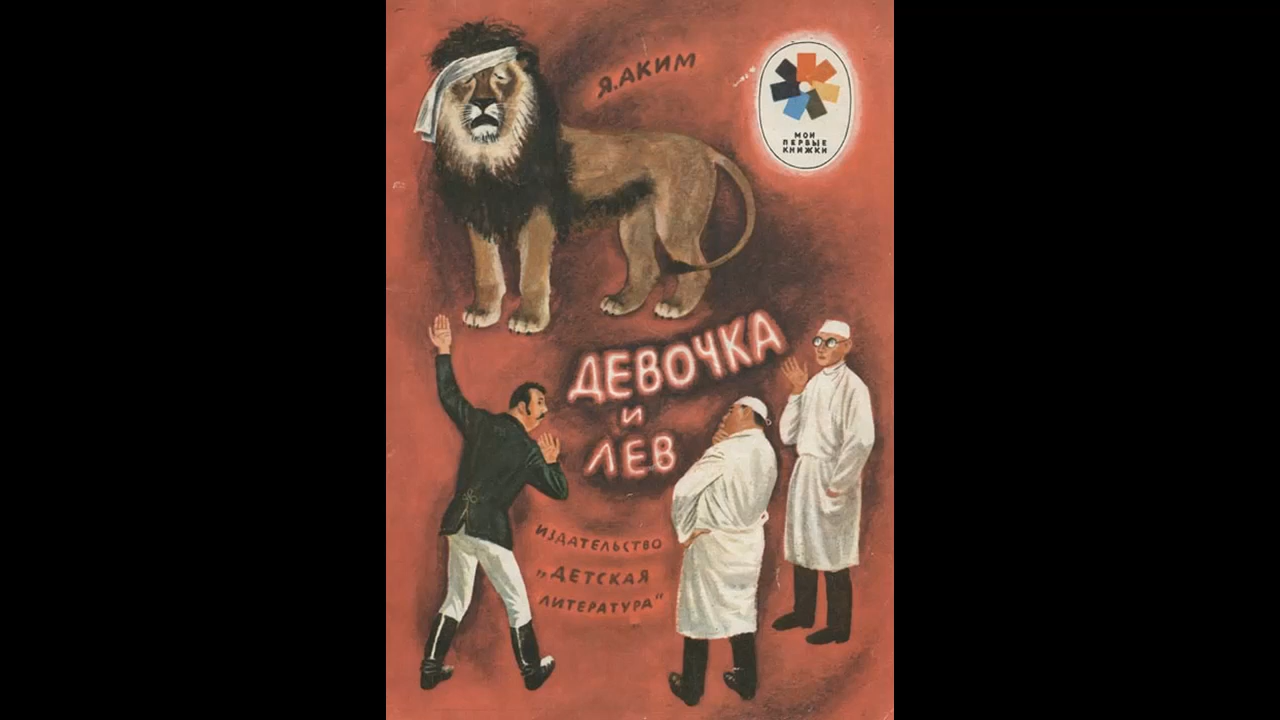 Я. АКИМ
МОИ
ПЕРВЫЕ
КНИЖКИ
ДЕВОЧКА
И
ЛЕВ
ИЗДАТЕЛЬСТВО
„ДЕТСКАЯ
ЛИТЕРАТУРА“